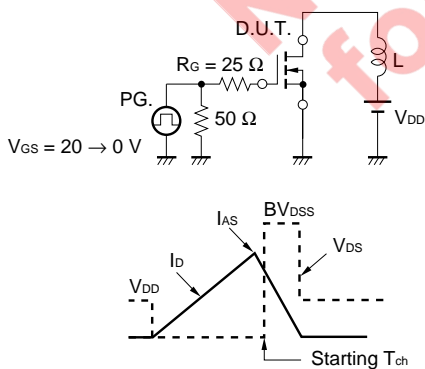 D.U.T.
RG = 25 Ω
L
PG.
50 Ω
VDD
VGS = 20 → 0 V
BVDSS
IAS
ID
VDS
VDD
Starting Tch